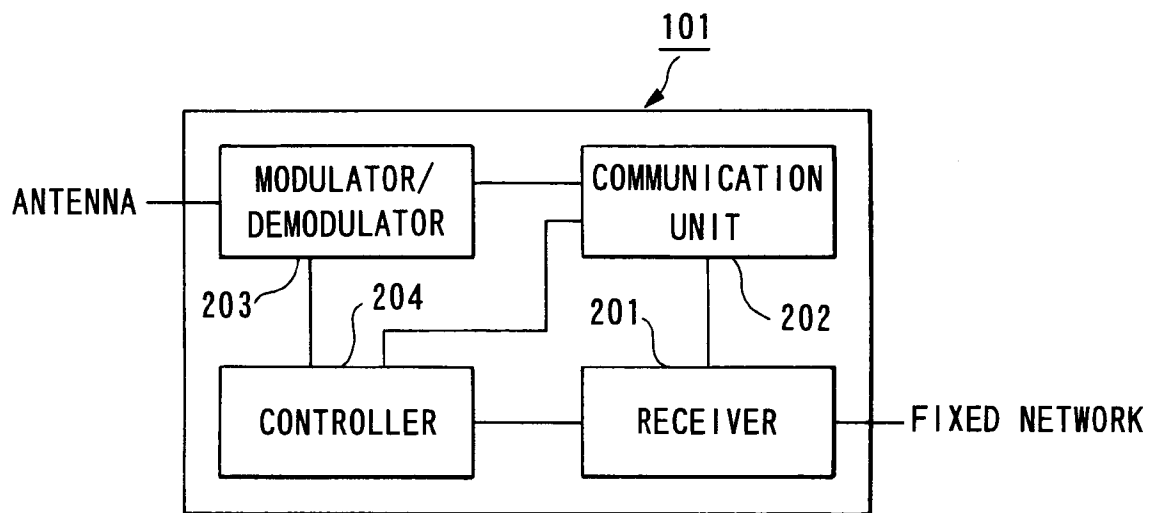 101
MODULATOR/
DEMODULATOR
COMMUNICATION
UNIT
ANTENNA
203
204
201
202
CONTROLLER
RECEIVER
FIXED NETWORK